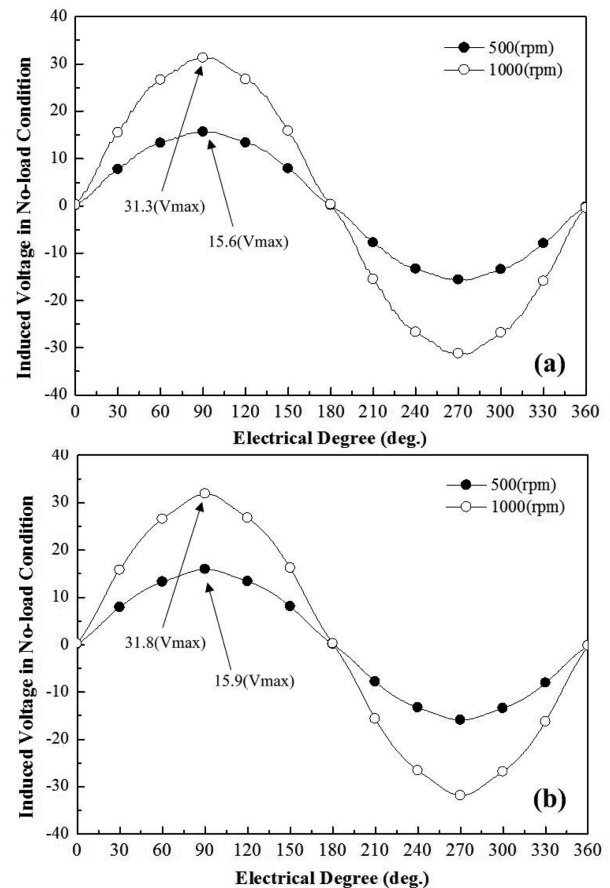 40
30
20
10
0
-10
-20
-30
-40
Induced Voltage in No-load Condition
500(rpm)
1000(rpm)
31.3(Vmax)
15.6(Vmax)
(a)
0 30 60 90 120 150 180 210 240 270 300 330 360
Electrical Degree (deg.)
40
30
20
10
0
-10
-20
-30
-40
Induced Voltage in No-load Condition
500(rpm)
1000(rpm)
31.8(Vmax)
15.9(Vmax)
(b)
0 30 60 90 120 150 180 210 240 270 300 330 360
Electrical Degree (deg.)